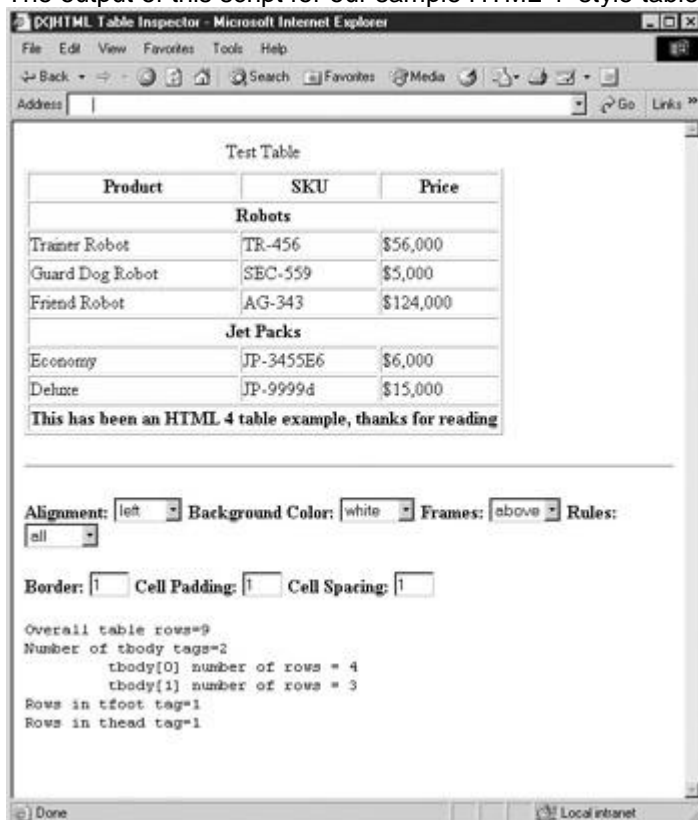 The output of this script for our sample HTML 4–style table
(X)HTML Table Inspector - Microsoft Internet Explorer
File Edit View Favorites Tools Help
Back Search Favorites Media
Address Go Links »
Test Table
Product SKU Price
Robots
Trainer Robot TR-456 $56,000
Guard Dog Robot SEC-559 $5,000
Friend Robot AG-343 $124,000
Jet Packs
Economy JP-3455E6 $6,000
Deluxe JP-9999d $15,000
This has been an HTML 4 table example, thanks for reading
Alignment: left Background Color: white Frames: above Rules:
all
Border: 1 Cell Padding: 1 Cell Spacing: 1
Overall table rows=9
Number of tbody tags=2
tbody[0] number of rows = 4
tbody[1] number of rows = 3
Rows in tfoot tag=1
Rows in thead tag=1
Done Local intranet